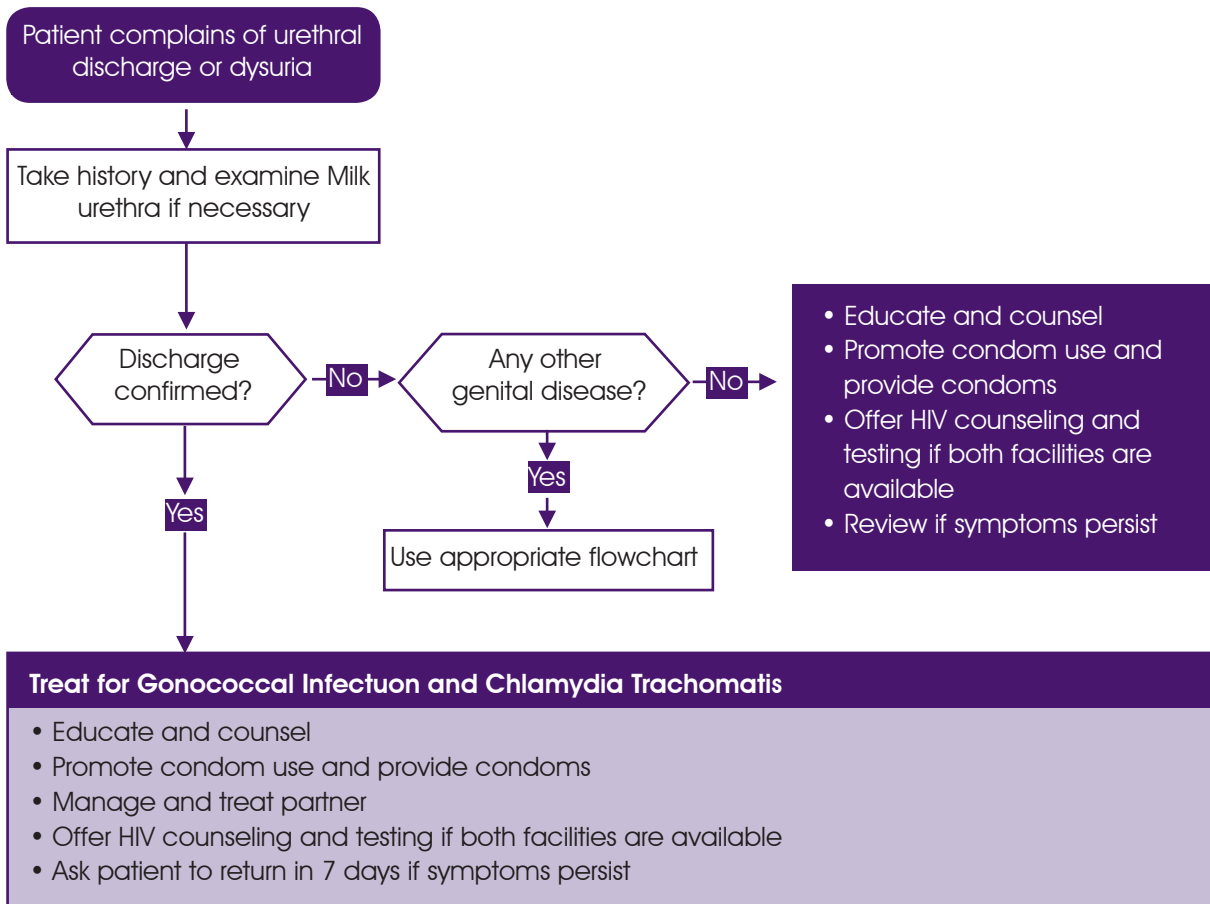 Patient complains of urethral
discharge or dysuria
Take history and examine Milk
urethra if necessary
Discharge
confirmed?
No
Any other
genital disease?
No
• Educate and counsel
• Promote condom use and
provide condoms
• Offer HIV counseling and
testing if both facilities are
available
• Review if symptoms persist
Yes
Yes
Use appropriate flowchart
Treat for Gonococcal Infectuon and Chlamydia Trachomatis
• Educate and counsel
• Promote condom use and provide condoms
• Manage and treat partner
• Offer HIV counseling and testing if both facilities are available
• Ask patient to return in 7 days if symptoms persist